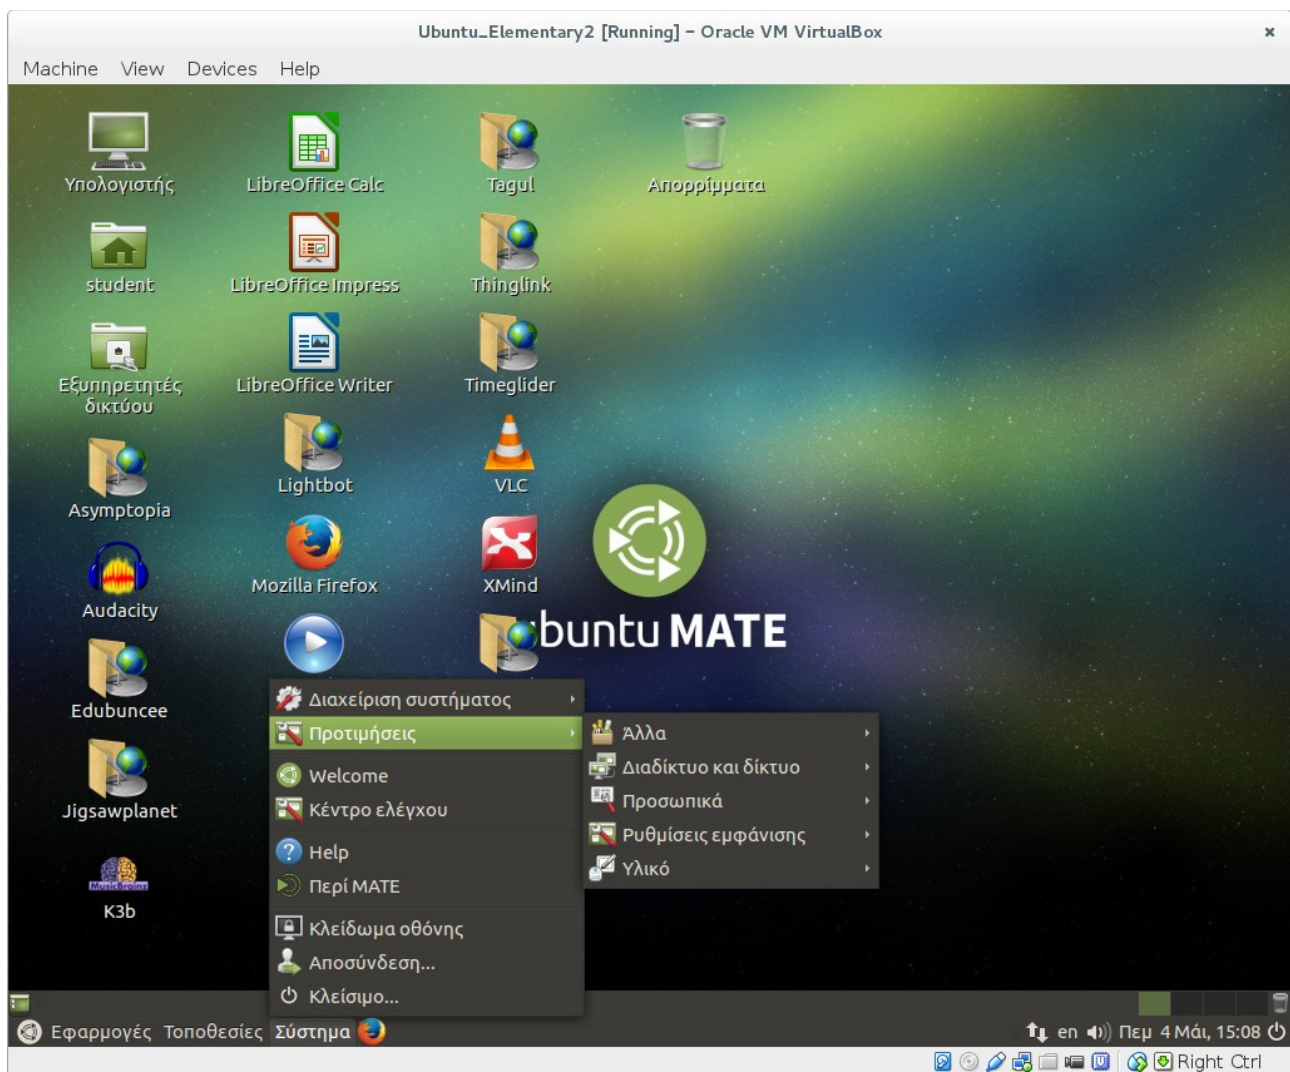 Ubuntu_Elementary2 [Running] – Oracle VM VirtualBox
Machine View Devices Help
Υπολογιστής
LibreOffice Calc
Tagul
Απορρίμματα
student
LibreOffice Impress
Thinglink
Εξυπηρετητές
δικτύου
LibreOffice Writer
Timeglider
Asymptopia
Lightbot
VLC
Audacity
Mozilla Firefox
XMind
ubuntu MATE
Edubuncee
Jigsawplanet
MusicBrainz
K3b
Διαχείριση συστήματος
Προτιμήσεις
Welcome
Κέντρο ελέγχου
Help
Περί MATE
Κλείδωμα οθόνης
Αποσύνδεση...
Κλείσιμο...
Άλλα
Διαδίκτυο και δίκτυο
Προσωπικά
Ρυθμίσεις εμφάνισης
Υλικό
Εφαρμογές Τοποθεσίες Σύστημα
en Πεμ 4 Μάι, 15:08
Right Ctrl